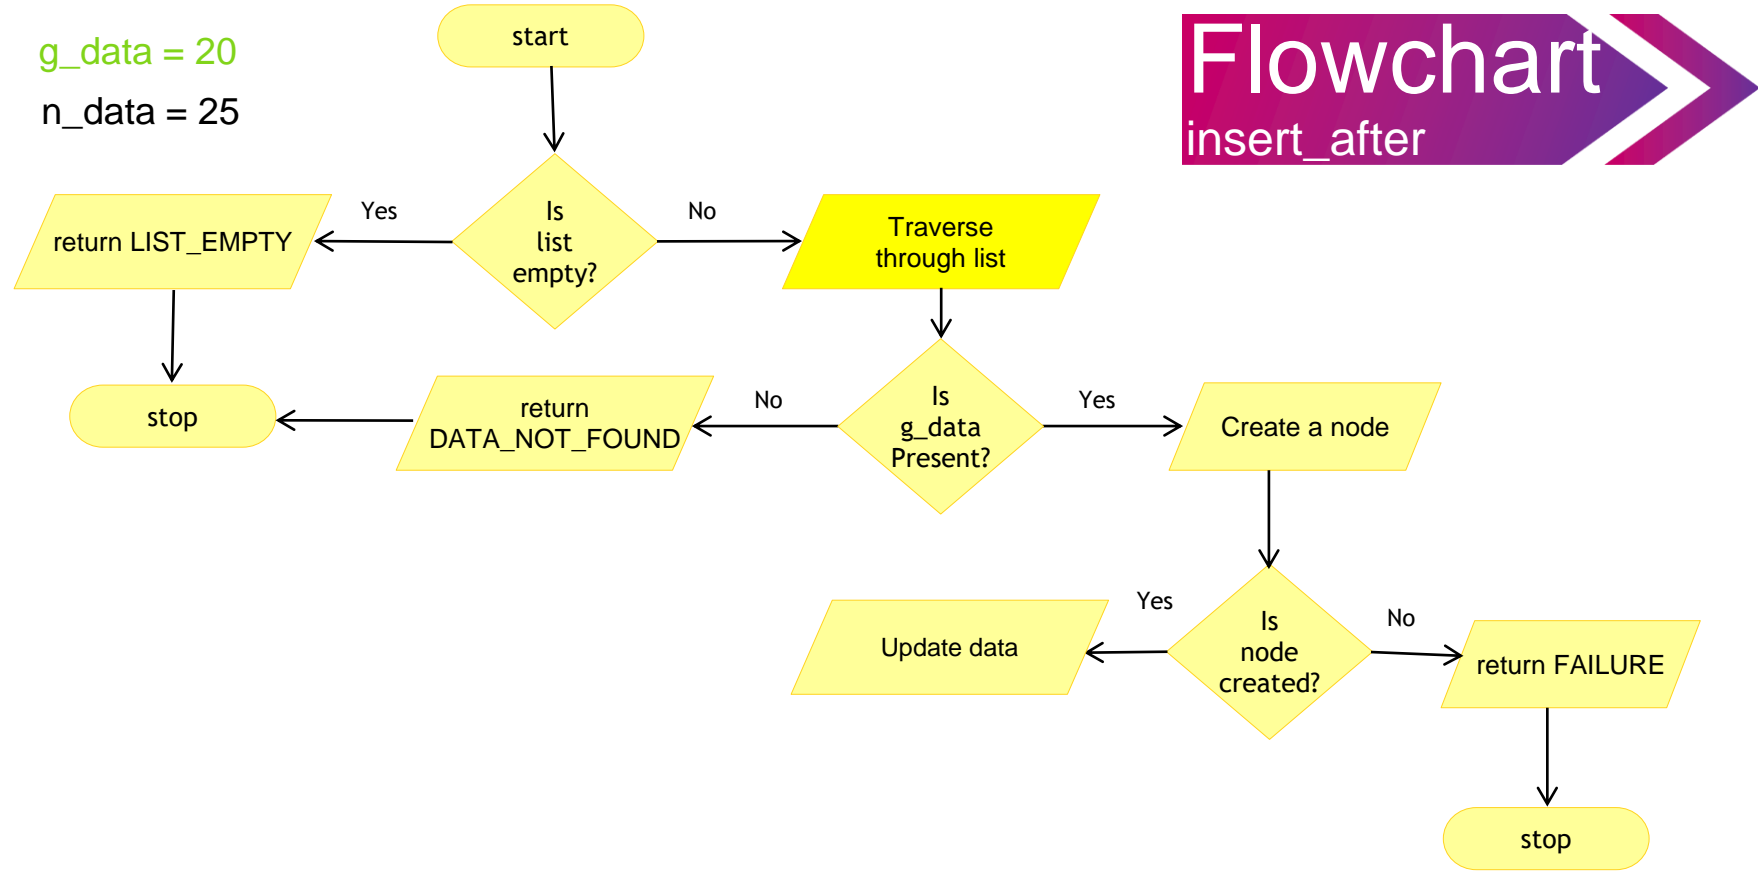 Flowchart
insert_after
g_data = 20
n_data = 25
start
Is
list
empty?
Yes
No
return LIST_EMPTY
Traverse
through list
stop
return
DATA_NOT_FOUND
No
Is
g_data
Present?
Yes
Create a node
Update data
Yes
Is
node
created?
No
return FAILURE
stop